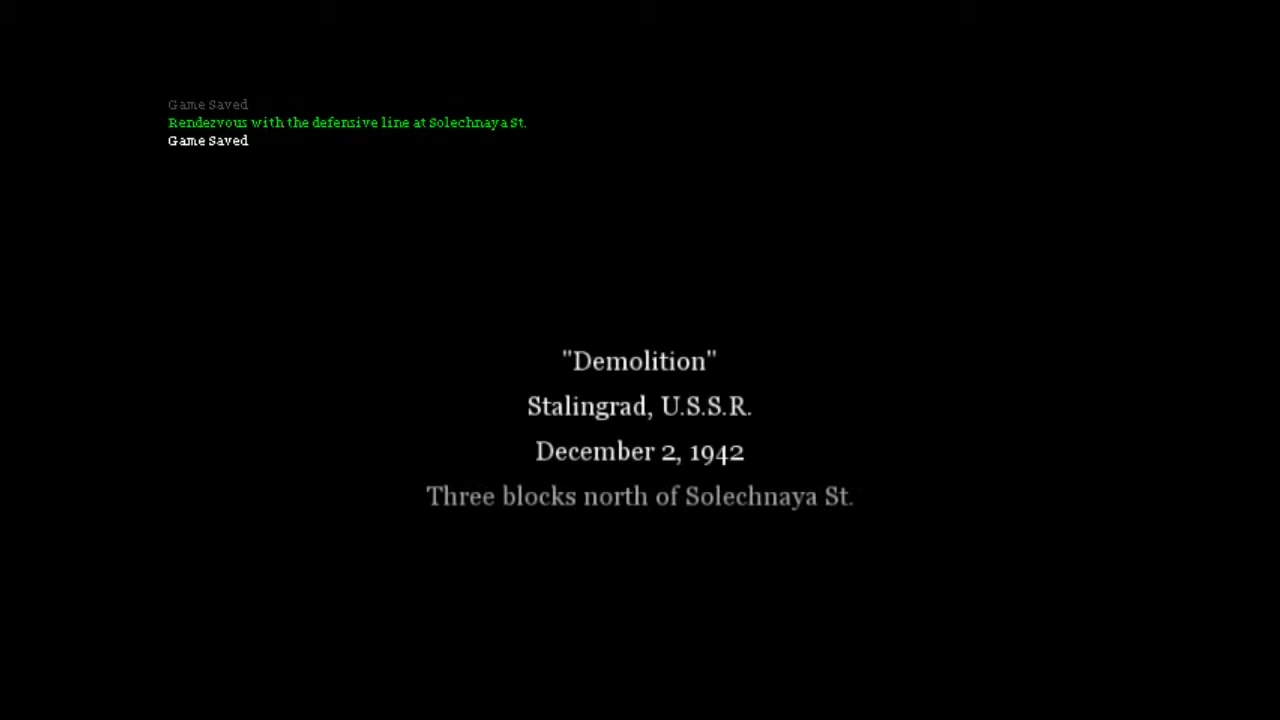 Game Saved
Rendezvous with the defensive line at Solechnaya St.
Game Saved
"Demolition"
Stalingrad, U.S.S.R.
December 2, 1942
Three blocks north of Solechnaya St.